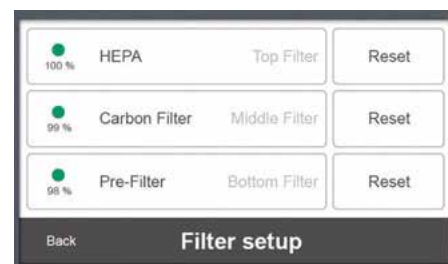 HEPA Top Filter Reset
100 %
Carbon Filter Middle Filter Reset
99 %
Pre-Filter Bottom Filter Reset
98 %
Back Filter setup